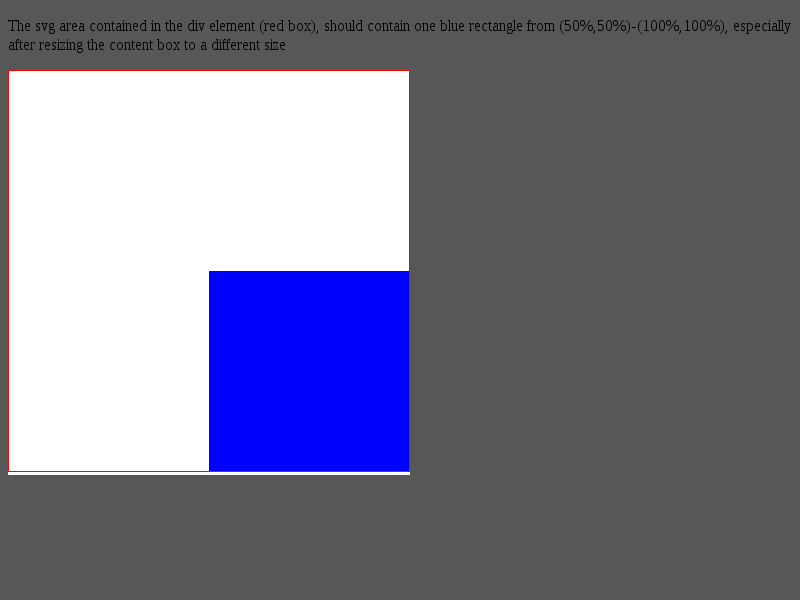 The svg area contained in the div element (red box), should contain one blue rectangle from (50%,50%)-(100%,100%), especially
after resizing the content box to a different size